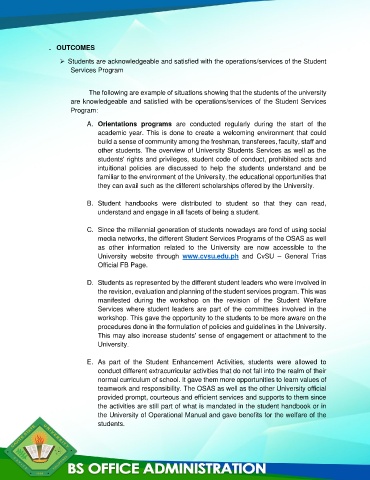 . OUTCOMES
➢ Students are acknowledgeable and satisfied with the operations/services of the Student
Services Program
The following are example of situations showing that the students of the university
are knowledgeable and satisfied with be operations/services of the Student Services
Program:
A. Orientations programs are conducted regularly during the start of the
academic year. This is done to create a welcoming environment that could
build a sense of community among the freshman, transferees, faculty, staff and
other students. The overview of University Students Services as well as the
students' rights and privileges, student code of conduct, prohibited acts and
intuitional policies are discussed to help the students understand and be
familiar to the environment of the University, the educational opportunities that
they can avail such as the different scholarships offered by the University.
B. Student handbooks were distributed to student so that they can read,
understand and engage in all facets of being a student.
C. Since the millennial generation of students nowadays are fond of using social
media networks, the different Student Services Programs of the OSAS as well
as other information related to the University are now accessible to the
University website through www.cvsu.edu.ph and CvSU – General Trias
Official FB Page.
D. Students as represented by the different student leaders who were involved in
the revision, evaluation and planning of the student services program. This was
manifested during the workshop on the revision of the Student Welfare
Services where student leaders are part of the committees involved in the
workshop. This gave the opportunity to the students to be more aware on the
procedures done in the formulation of policies and guidelines in the University.
This may also increase students' sense of engagement or attachment to the
University.
E. As part of the Student Enhancement Activities, students were allowed to
conduct different extracurricular activities that do not fall into the realm of their
normal curriculum of school. It gave them more opportunities to learn values of
teamwork and responsibility. The OSAS as well as the other University official
provided prompt, courteous and efficient services and supports to them since
the activities are still part of what is mandated in the student handbook or in
the University of Operational Manual and gave benefits for the welfare of the
students.
BS OFFICE ADMINISTRATION